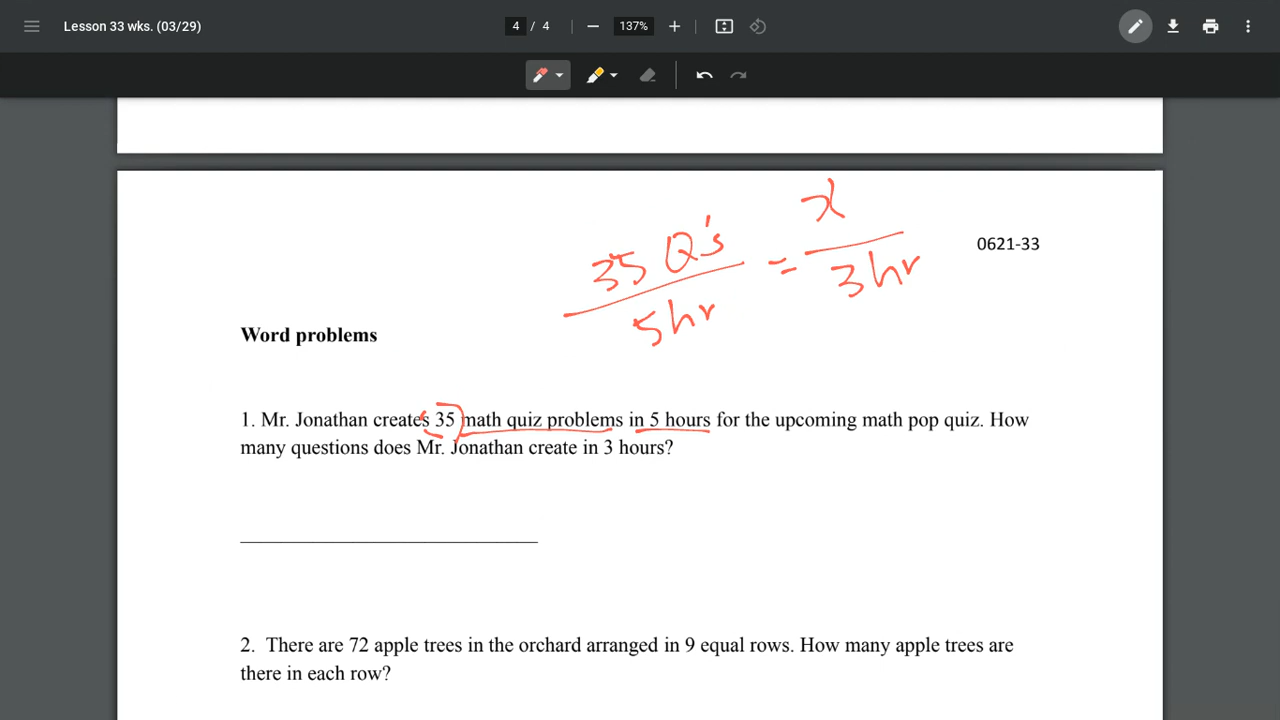 Lesson 33 wks. (03/29)
4 / 4
137%
35 Q's = x
5hr 3hr
0621-33
Word problems
1. Mr. Jonathan creates 35 math quiz problems in 5 hours for the upcoming math pop quiz. How
many questions does Mr. Jonathan create in 3 hours?
2. There are 72 apple trees in the orchard arranged in 9 equal rows. How many apple trees are
there in each row?